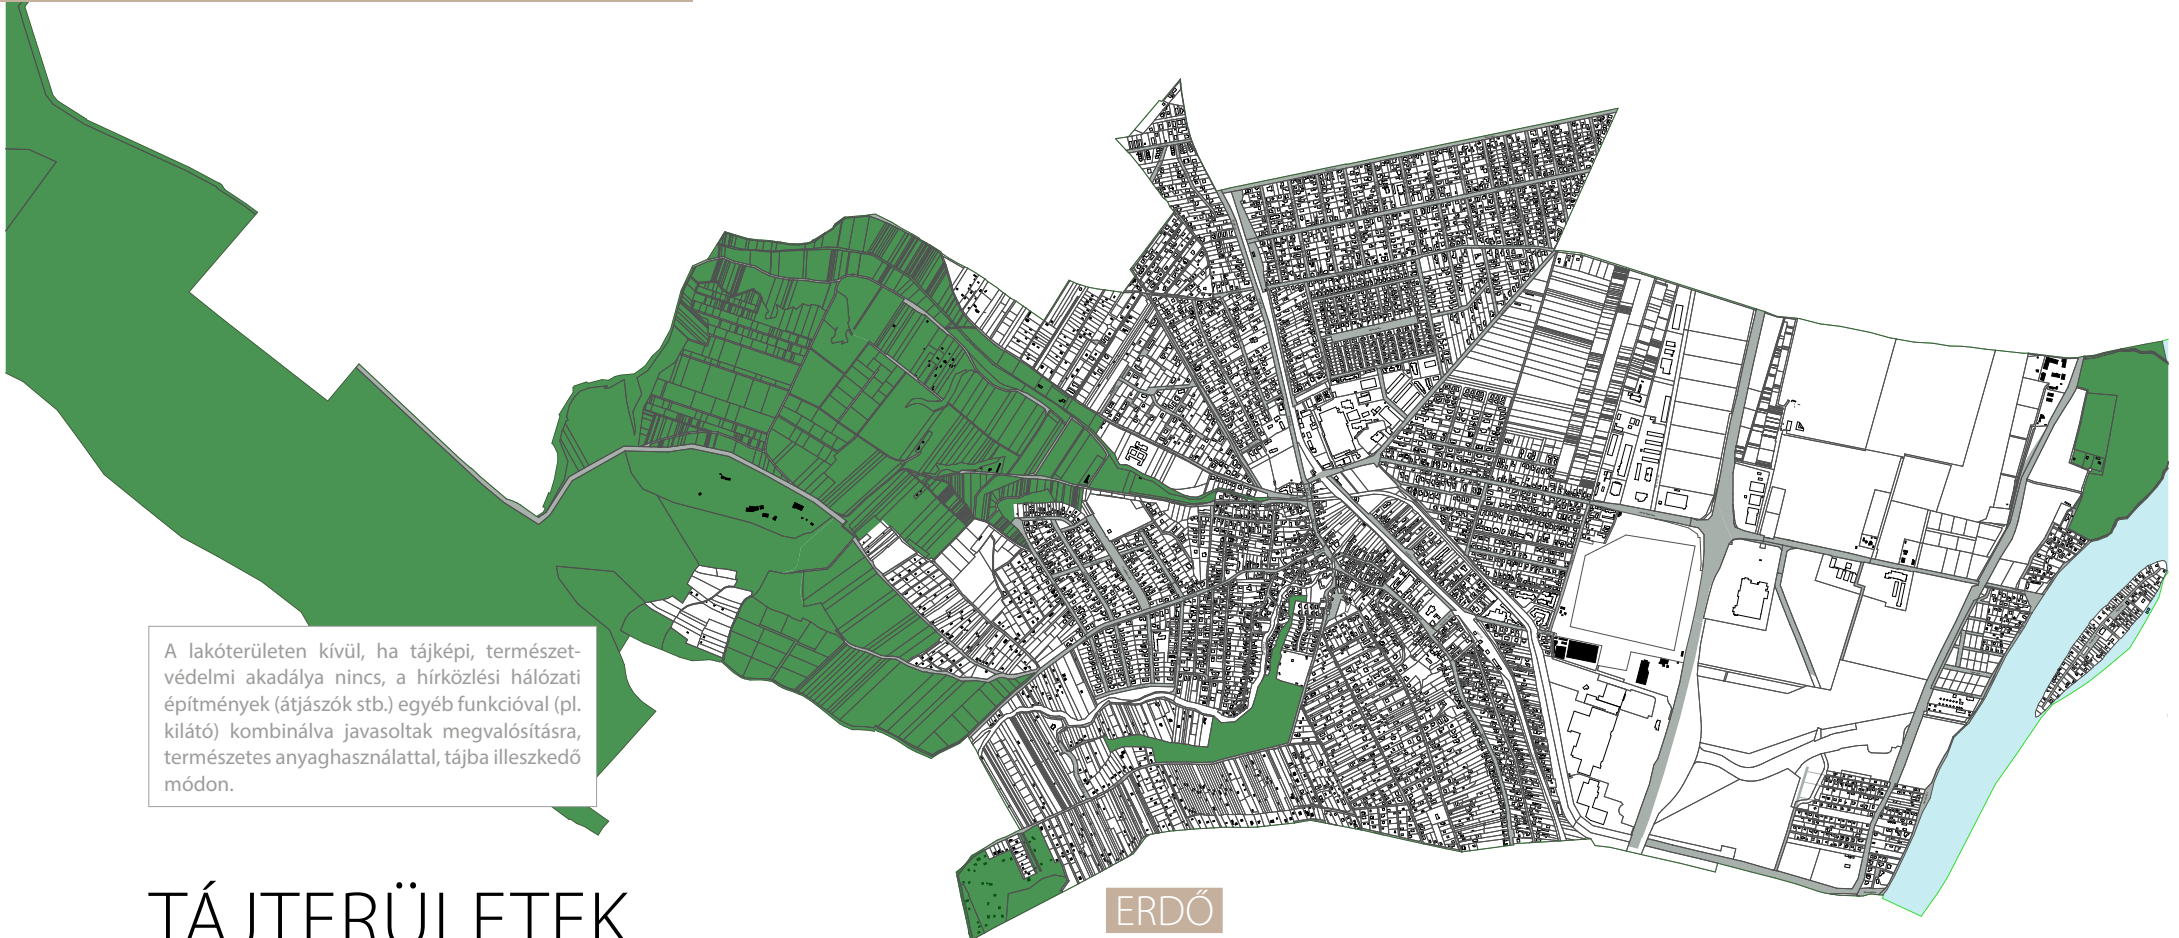 A lakóterületen kívül, ha tájképi, természet-
védelmi akadálya nincs, a hírközlési hálózati
építmények (átjászók stb.) egyéb funkcióval (pl.
kilátó) kombinálva javasoltak megvalósításra,
természetes anyaghasználattal, tájba illeszkedő
módon.
TÁJTERÜLETEK
ERDŐ